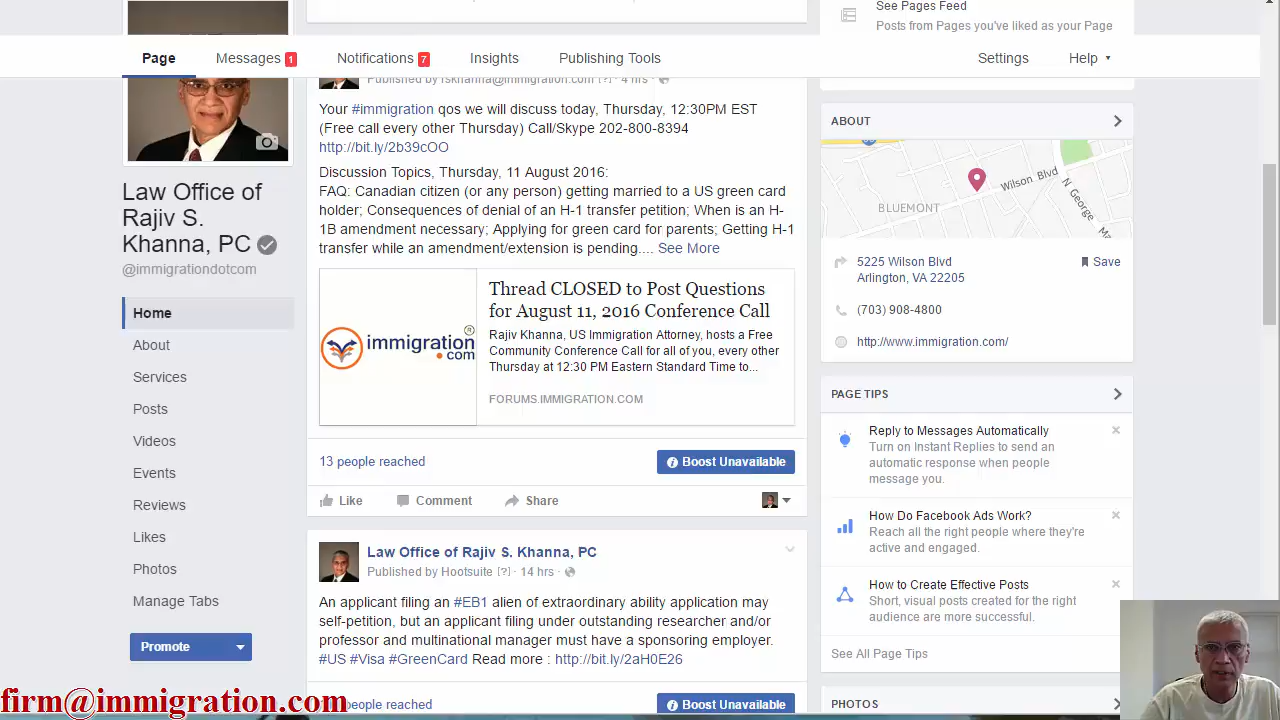 See Pages Feed
Posts from Pages you've liked as your Page
Page
Messages 1
Notifications 7
Insights
Publishing Tools
Settings
Help
Published by rskhanna@immigration.com [?] · 4 hrs ·
Your #immigration qos we will discuss today, Thursday, 12:30PM EST
(Free call every other Thursday) Call/Skype 202-800-8394
http://bit.ly/2b39cOO
Discussion Topics, Thursday, 11 August 2016:
FAQ: Canadian citizen (or any person) getting married to a US green card
holder; Consequences of denial of an H-1 transfer petition; When is an H-
1B amendment necessary; Applying for green card for parents; Getting H-1
transfer while an amendment/extension is pending.... See More
immigration®
.com
Thread CLOSED to Post Questions
for August 11, 2016 Conference Call
Rajiv Khanna, US Immigration Attorney, hosts a Free
Community Conference Call for all of you, every other
Thursday at 12:30 PM Eastern Standard Time to...
FORUMS.IMMIGRATION.COM
13 people reached
Boost Unavailable
Like
Comment
Share
Law Office of Rajiv S. Khanna, PC
Published by Hootsuite [?] · 14 hrs ·
An applicant filing an #EB1 alien of extraordinary ability application may
self-petition, but an applicant filing under outstanding researcher and/or
professor and multinational manager must have a sponsoring employer.
#US #Visa #GreenCard Read more : http://bit.ly/2aH0E26
people reached
Boost Unavailable
Law Office of
Rajiv S.
Khanna, PC
@immigrationdotcom
Home
About
Services
Posts
Videos
Events
Reviews
Likes
Photos
Manage Tabs
Promote
firm@immigration.com
ABOUT
Wilson Blvd
N George
BLUEMONT
5225 Wilson Blvd
Arlington, VA 22205
Save
(703) 908-4800
http://www.immigration.com/
PAGE TIPS
Reply to Messages Automatically
Turn on Instant Replies to send an
automatic response when people
message you.
How Do Facebook Ads Work?
Reach all the right people where they're
active and engaged.
How to Create Effective Posts
Short, visual posts created for the right
audience are more successful.
See All Page Tips
PHOTOS